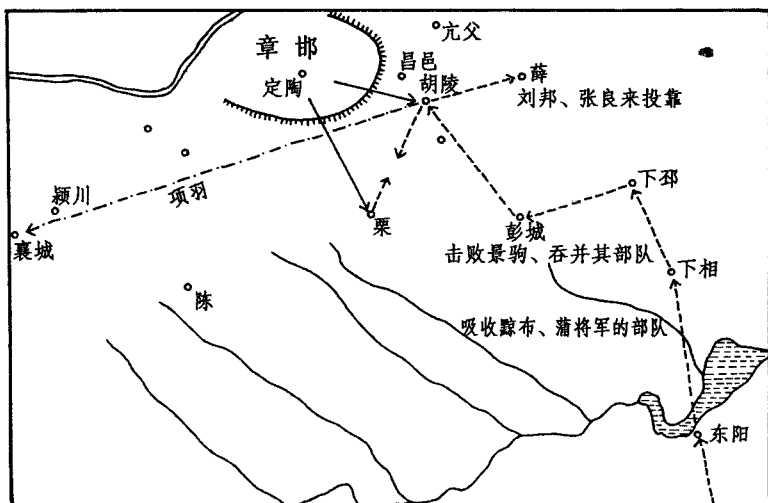 亢父
章邯
昌邑
定陶
胡陵
薛
刘邦、张良来投靠
颍川
项羽
下邳
襄城
栗
彭城
击败景驹、吞并其部队
下相
陈
吸收黥布、蒲将军的部队
东阳